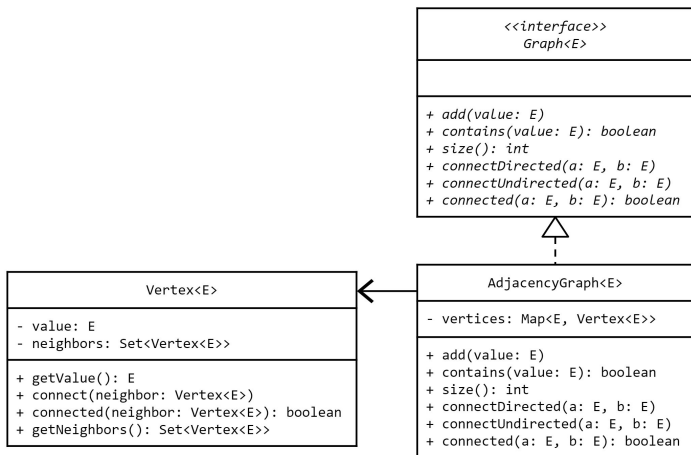 <<interface>>
Graph<E>
+ add(value: E)
+ contains(value: E): boolean
+ size(): int
+ connectDirected(a: E, b: E)
+ connectUndirected(a: E, b: E)
+ connected(a: E, b: E): boolean
Vertex<E>
- value: E
- neighbors: Set<Vertex<E>>
+ getValue(): E
+ connect(neighbor: Vertex<E>)
+ connected(neighbor: Vertex<E>): boolean
+ getNeighbors(): Set<Vertex<E>>
AdjacencyGraph<E>
- vertices: Map<E, Vertex<E>>
+ add(value: E)
+ contains(value: E): boolean
+ size(): int
+ connectDirected(a: E, b: E)
+ connectUndirected(a: E, b: E)
+ connected(a: E, b: E): boolean